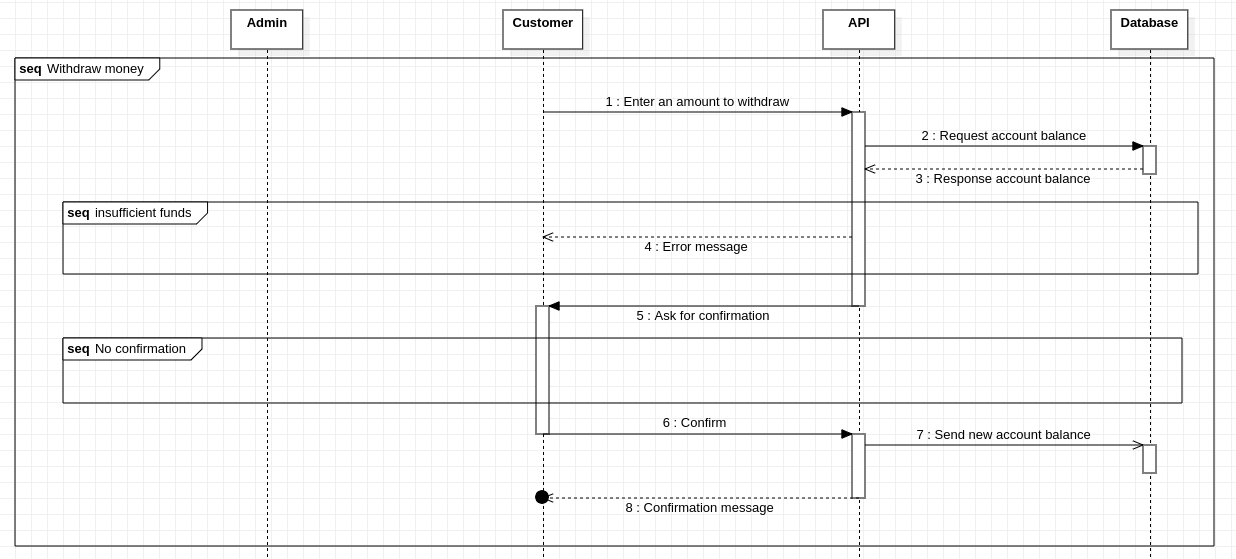 Admin
Customer
API
Database
seq Withdraw money
1 : Enter an amount to withdraw
2 : Request account balance
3 : Response account balance
seq insufficient funds
4 : Error message
5 : Ask for confirmation
seq No confirmation
6 : Confirm
7 : Send new account balance
8 : Confirmation message